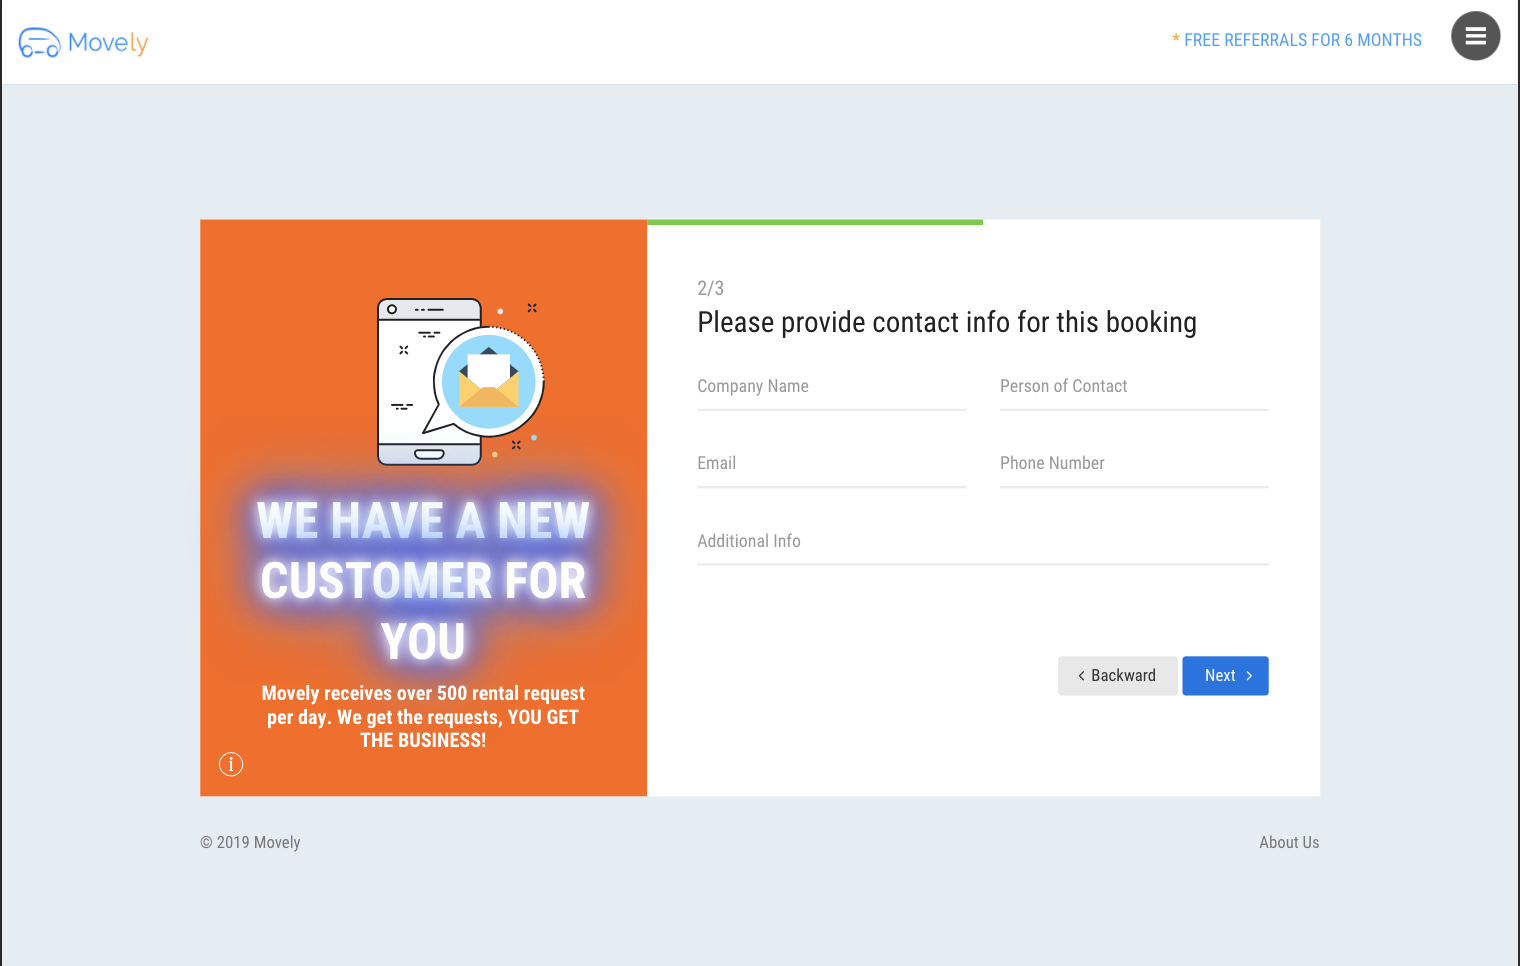 Movely
* FREE REFERRALS FOR 6 MONTHS
WE HAVE A NEW
CUSTOMER FOR
YOU
Movely receives over 500 rental request
per day. We get the requests, YOU GET
THE BUSINESS!
i
2/3
Please provide contact info for this booking
Company Name
Person of Contact
Email
Phone Number
Additional Info
Backward
Next
© 2019 Movely
About Us